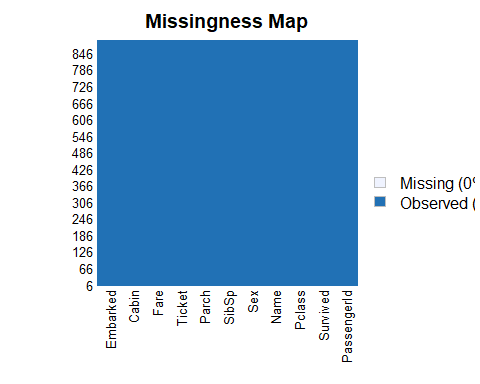 Missingness Map
846
786
726
666
606
546
486
426
366
306
246
186
126
66
6
Missing (0%
Observed (
Embarked
Cabin
Fare
Ticket
Parch
SibSp
Sex
Name
Pclass
Survived
PassengerId